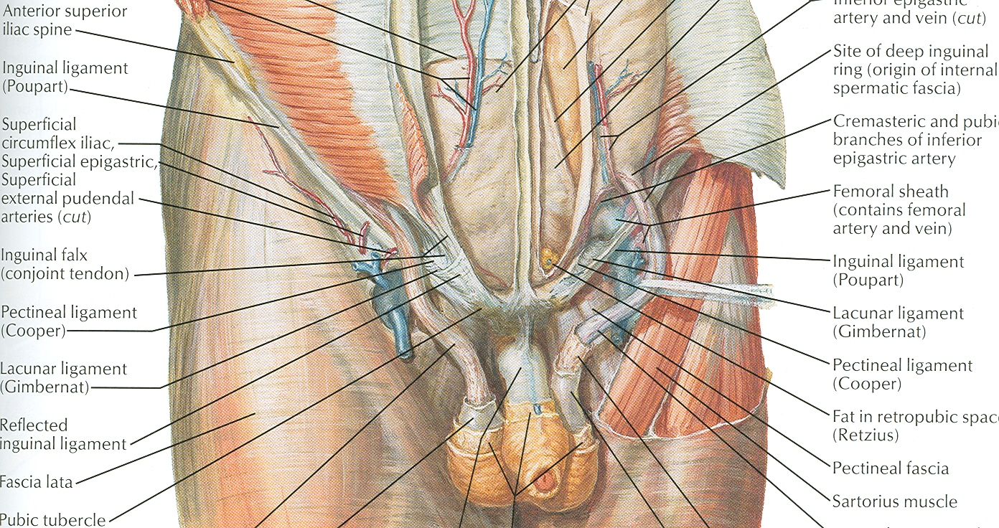 Anterior superior
iliac spine
Inguinal ligament
(Poupart)
Superficial
circumflex iliac,
Superficial epigastric,
Superficial
external pudendal
arteries (cut)
Inguinal falx
(conjoint tendon)
Pectineal ligament
(Cooper)
Lacunar ligament
(Gimbernat)
Reflected
inguinal ligament
Fascia lata
Pubic tubercle
Inferior epigastric
artery and vein (cut)
Site of deep inguinal
ring (origin of internal
spermatic fascia)
Cremasteric and pubi
branches of inferior
epigastric artery
Femoral sheath
(contains femoral
artery and vein)
Inguinal ligament
(Poupart)
Lacunar ligament
(Gimbernat)
Pectineal ligament
(Cooper)
Fat in retropubic spac
(Retzius)
Pectineal fascia
Sartorius muscle